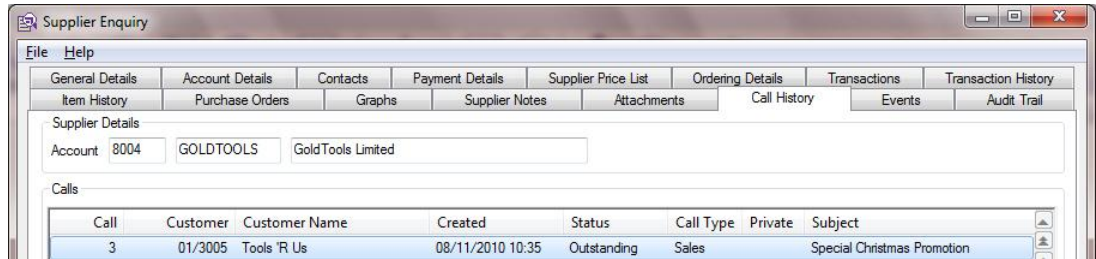 Supplier Enquiry
File Help
General Details Account Details Contacts Payment Details Supplier Price List Ordering Details Transactions Transaction History
Item History Purchase Orders Graphs Supplier Notes Attachments Call History Events Audit Trail
Supplier Details
Account 8004 GOLDTOOLS GoldTools Limited
Calls
Call Customer Customer Name Created Status Call Type Private Subject
3 01/3005 Tools 'R Us 08/11/2010 10:35 Outstanding Sales Special Christmas Promotion